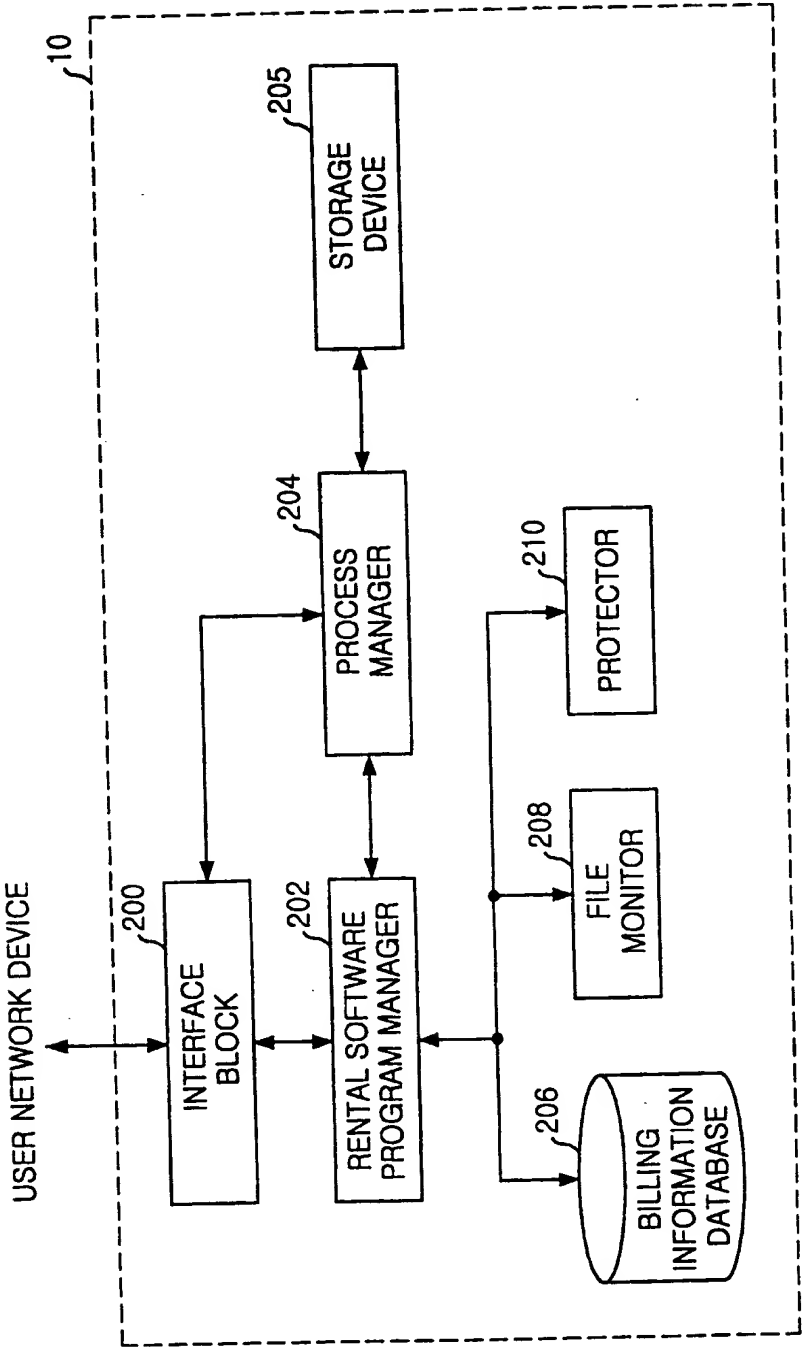 USER NETWORK DEVICE
10
200
INTERFACE
BLOCK
202
RENTAL SOFTWARE
PROGRAM MANAGER
204
PROCESS
MANAGER
205
STORAGE
DEVICE
206
BILLING
INFORMATION
DATABASE
208
FILE
MONITOR
210
PROTECTOR